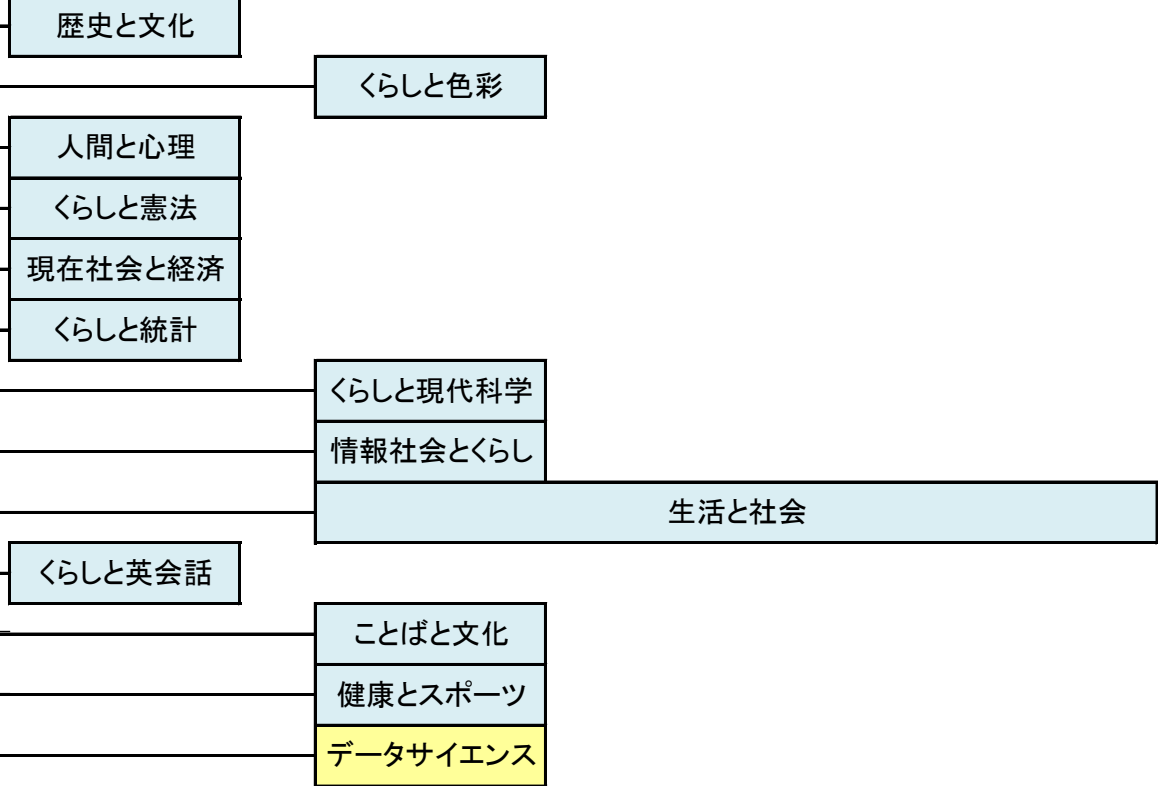 歴史と文化
くらしと色彩
人間と心理
くらしと憲法
現在社会と経済
くらしと統計
くらしと現代科学
情報社会とくらし
生活と社会
くらしと英会話
ことばと文化
健康とスポーツ
データサイエンス